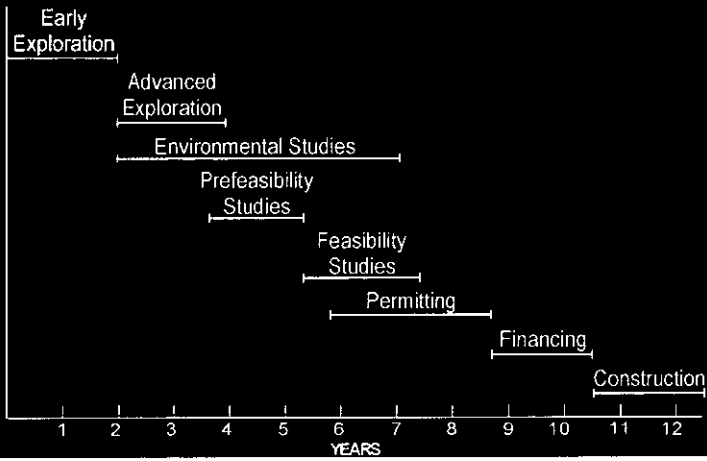 Early
Exploration
Advanced
Exploration
Environmental Studies
Prefeasibility
Studies
Feasibility
Studies
Permitting
Financing
Construction
1 2 3 4 5 6 7 8 9 10 11 12
YEARS